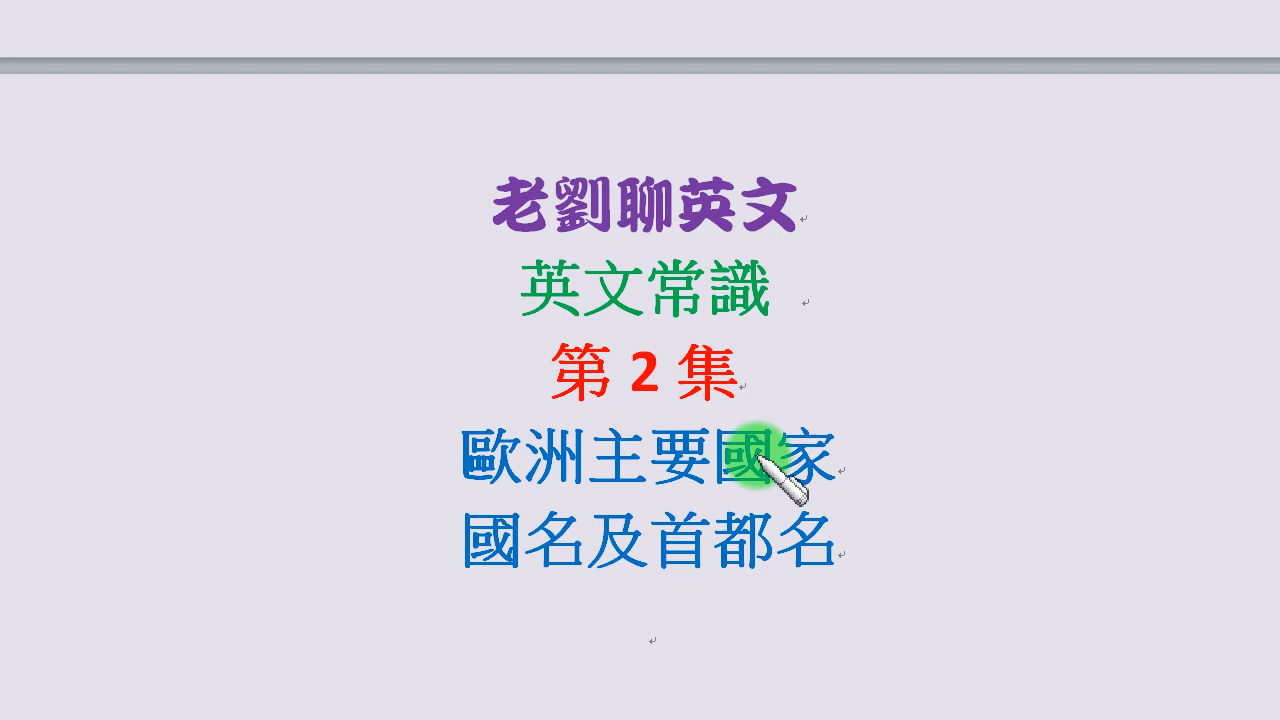 老劉聊英文
英文常識
第 2 集
歐洲主要國家
國名及首都名